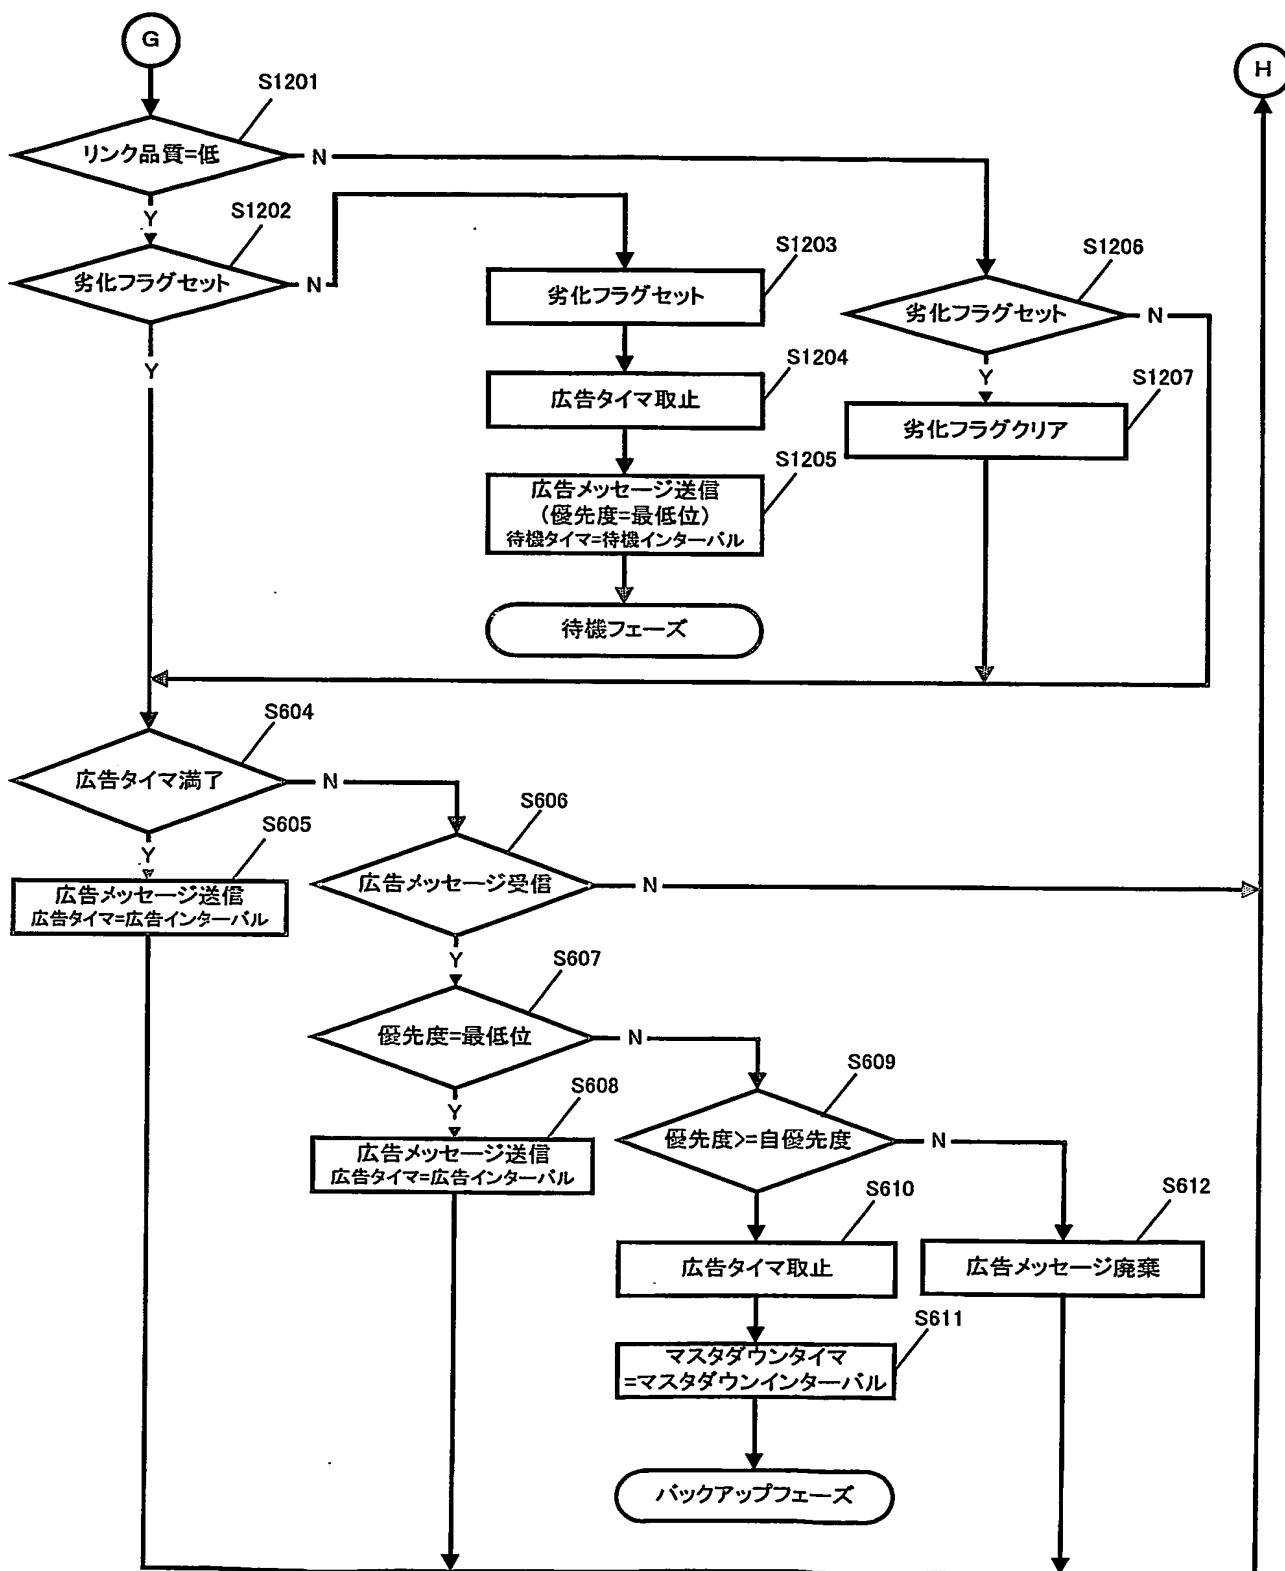 G
H
S1201
リンク品質=低
N
Y
S1202
劣化フラグセット
N
Y
S1203
劣化フラグセット
S1204
広告タイマ取止
S1205
広告メッセージ送信
(優先度=最低位)
待機タイマ=待機インターバル
待機フェーズ
S1206
劣化フラグセット
N
Y
S1207
劣化フラグクリア
S604
広告タイマ満了
N
Y
S605
広告メッセージ送信
広告タイマ=広告インターバル
S606
広告メッセージ受信
N
Y
S607
優先度=最低位
N
Y
S608
広告メッセージ送信
広告タイマ=広告インターバル
S609
優先度>=自優先度
N
S610
広告タイマ取止
S611
マスタダウンタイマ
=マスタダウンインターバル
バックアップフェーズ
S612
広告メッセージ廃棄